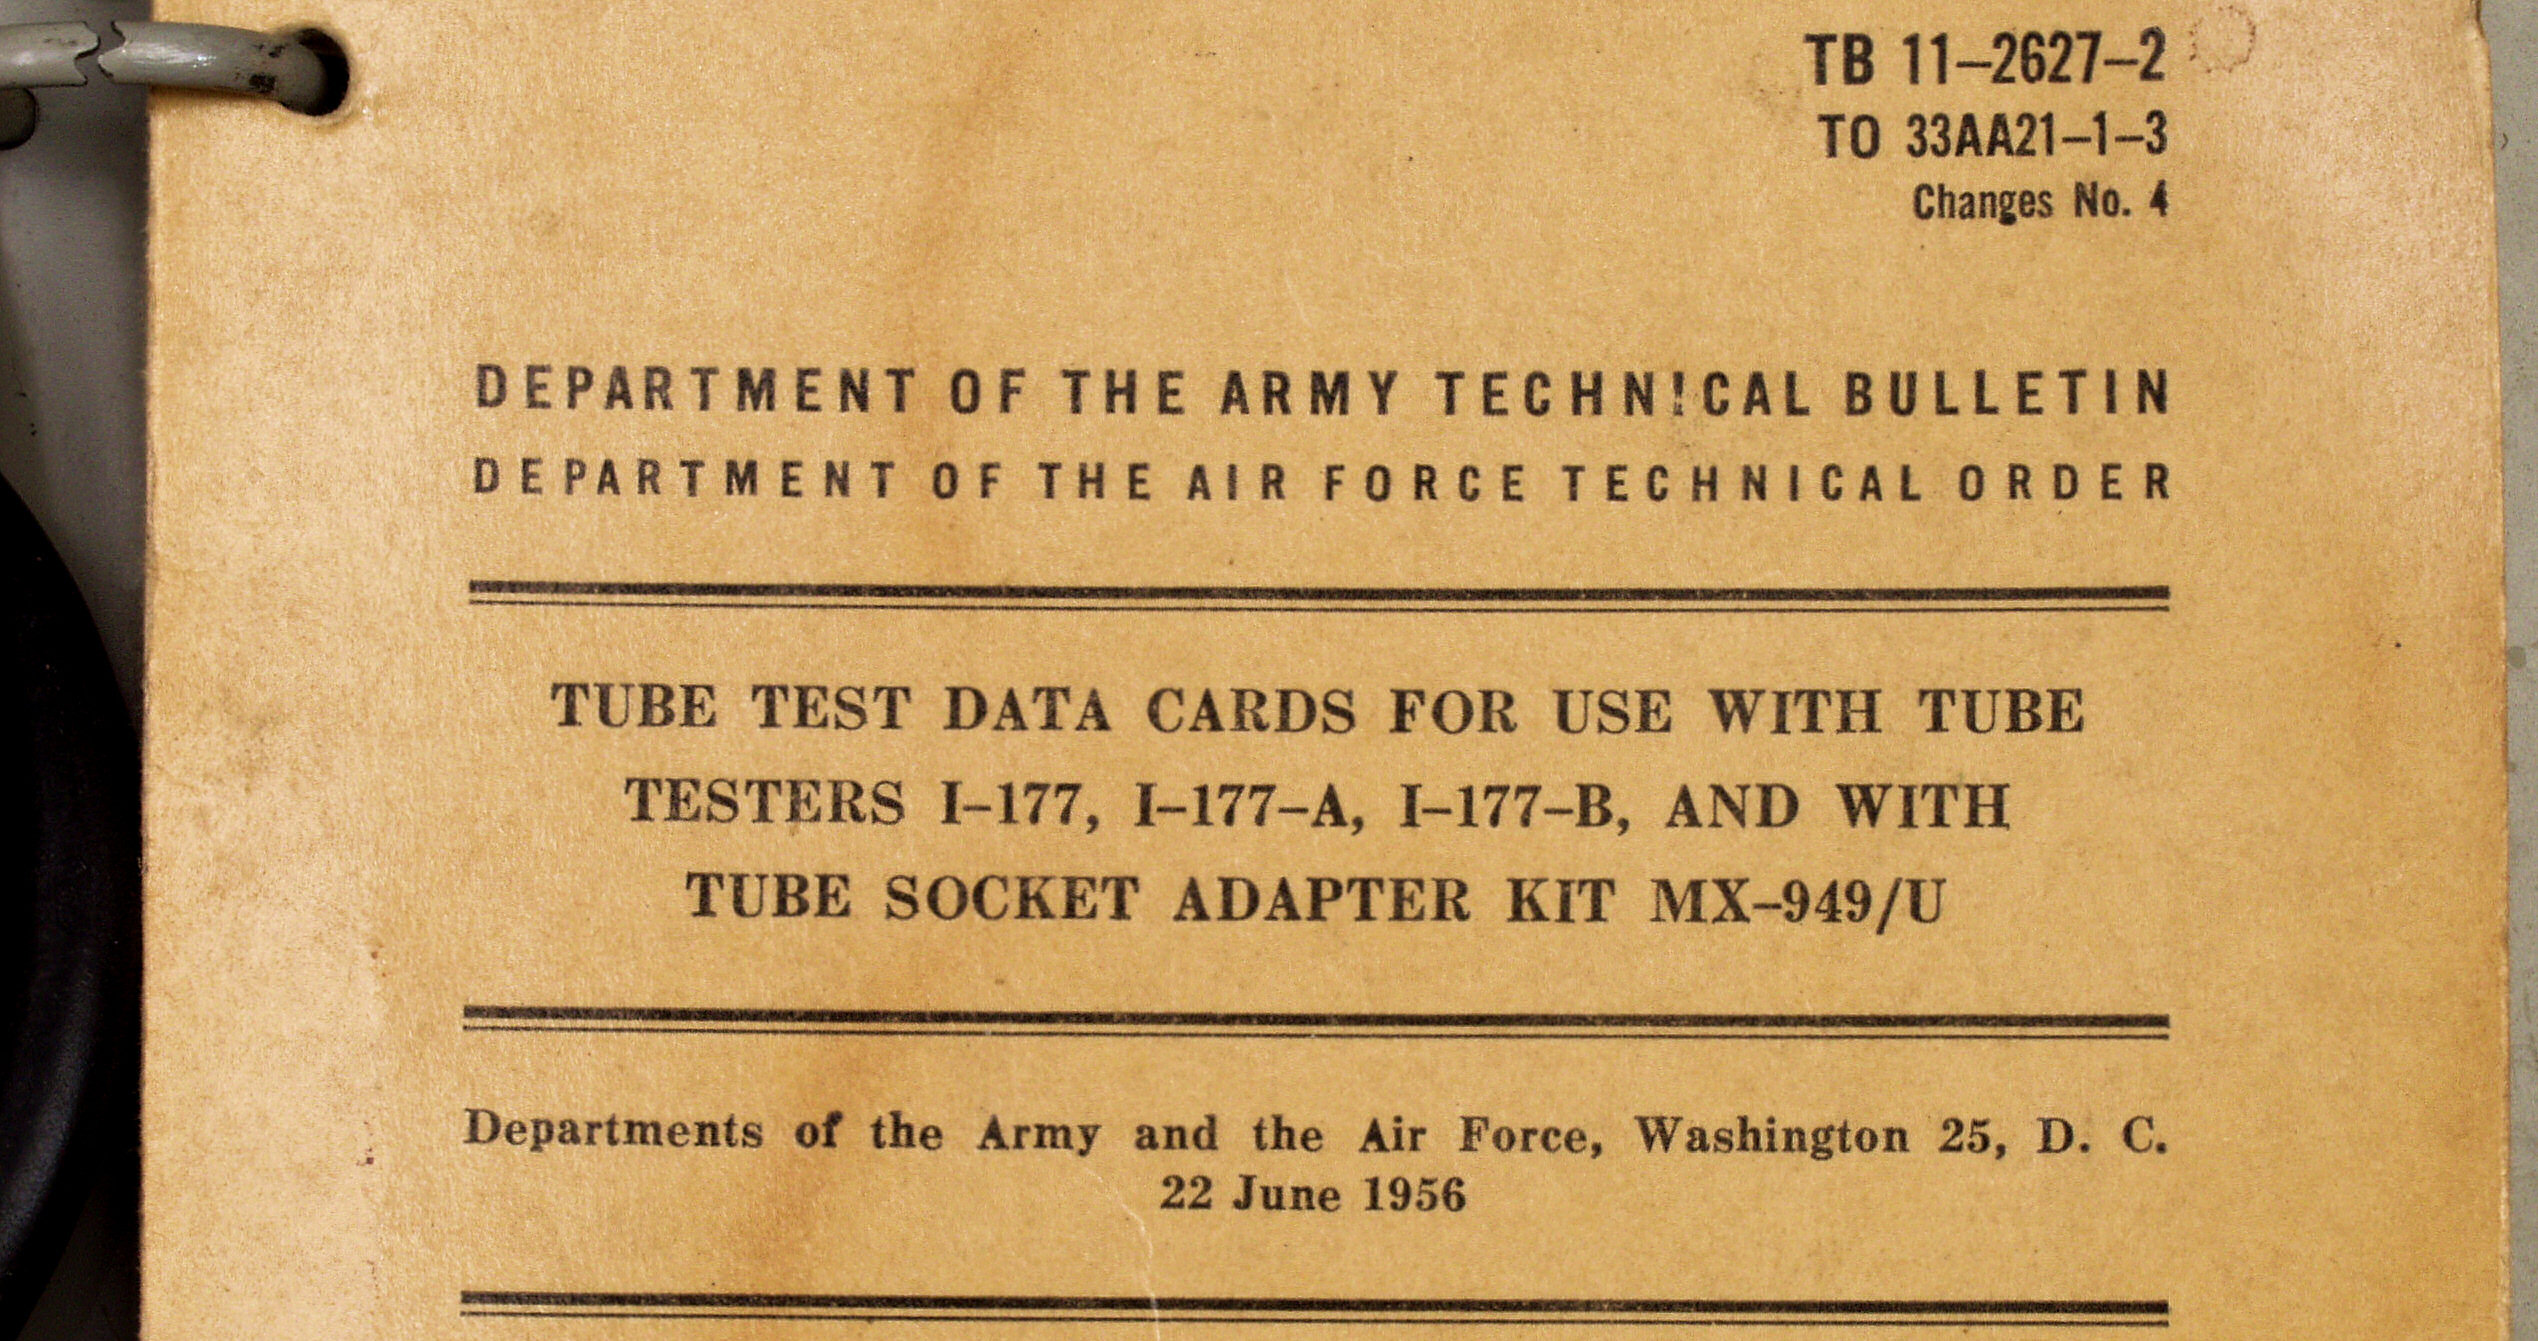 TB 11–2627–2
TO 33AA21–1–3
Changes No. 4
DEPARTMENT OF THE ARMY TECHNICAL BULLETIN
DEPARTMENT OF THE AIR FORCE TECHNICAL ORDER
TUBE TEST DATA CARDS FOR USE WITH TUBE
TESTERS I–177, I–177–A, I–177–B, AND WITH
TUBE SOCKET ADAPTER KIT MX–949/U
Departments of the Army and the Air Force, Washington 25, D. C.
22 June 1956